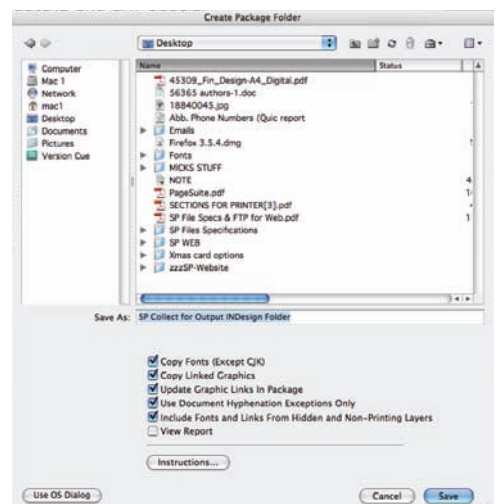 Create Package Folder
Desktop
Computer
Mac 1
Network
mac1
Desktop
Documents
Pictures
Version Cue
Name
Status
45309_Fin_Design-A4_Digital.pdf
56365 authors-1.doc
18840045.jpg
Abb. Phone Numbers (Quic report
Emails
Firefox 3.5.4.dmg
Fonts
MICKS STUFF
NOTE
PageSuite.pdf
SECTIONS FOR PRINTER[3].pdf
SP File Specs & FTP for Web.pdf
SP Files Specifications
SP WEB
Xmas card options
zzzSP-Website
Save As: SP Collect for Output INDesign Folder
Copy Fonts (Except CJK)
Copy Linked Graphics
Update Graphic Links In Package
Use Document Hyphenation Exceptions Only
Include Fonts and Links From Hidden and Non-Printing Layers
View Report
Instructions...
Use OS Dialog
Cancel
Save